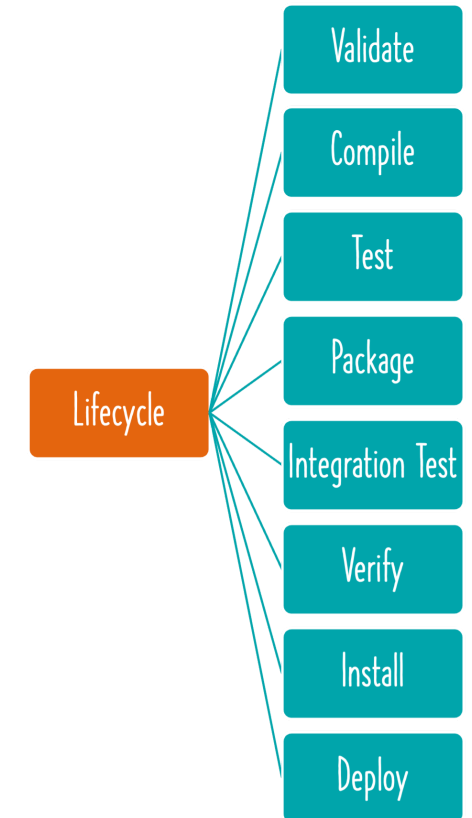 Validate
Compile
Test
Package
Lifecycle
Integration Test
Verify
Install
Deploy